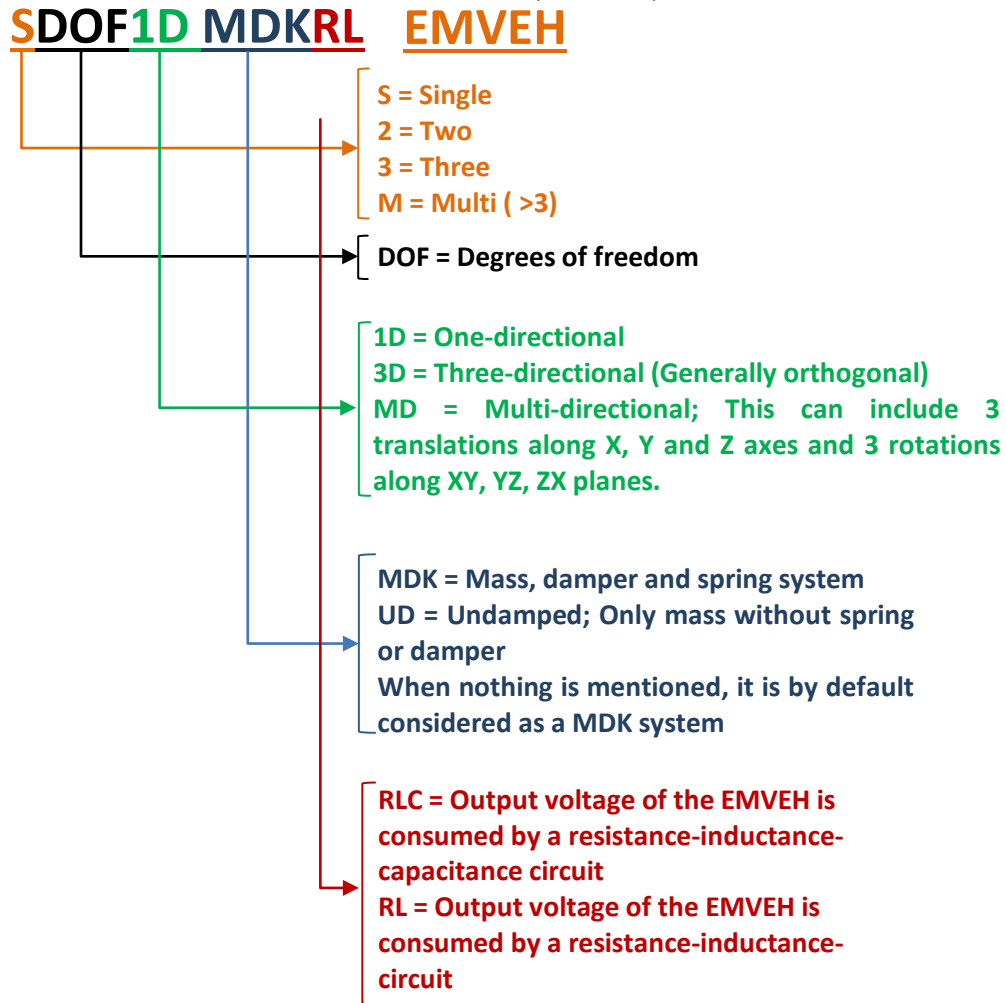 SDOF1D MDKRL EMVEH
S = Single
2 = Two
3 = Three
M = Multi ( >3)
DOF = Degrees of freedom
1D = One-directional
3D = Three-directional (Generally orthogonal)
MD = Multi-directional; This can include 3
translations along X, Y and Z axes and 3 rotations
along XY, YZ, ZX planes.
MDK = Mass, damper and spring system
UD = Undamped; Only mass without spring
or damper
When nothing is mentioned, it is by default
considered as a MDK system
RLC = Output voltage of the EMVEH is
consumed by a resistance-inductance-
capacitance circuit
RL = Output voltage of the EMVEH is
consumed by a resistance-inductance-
circuit